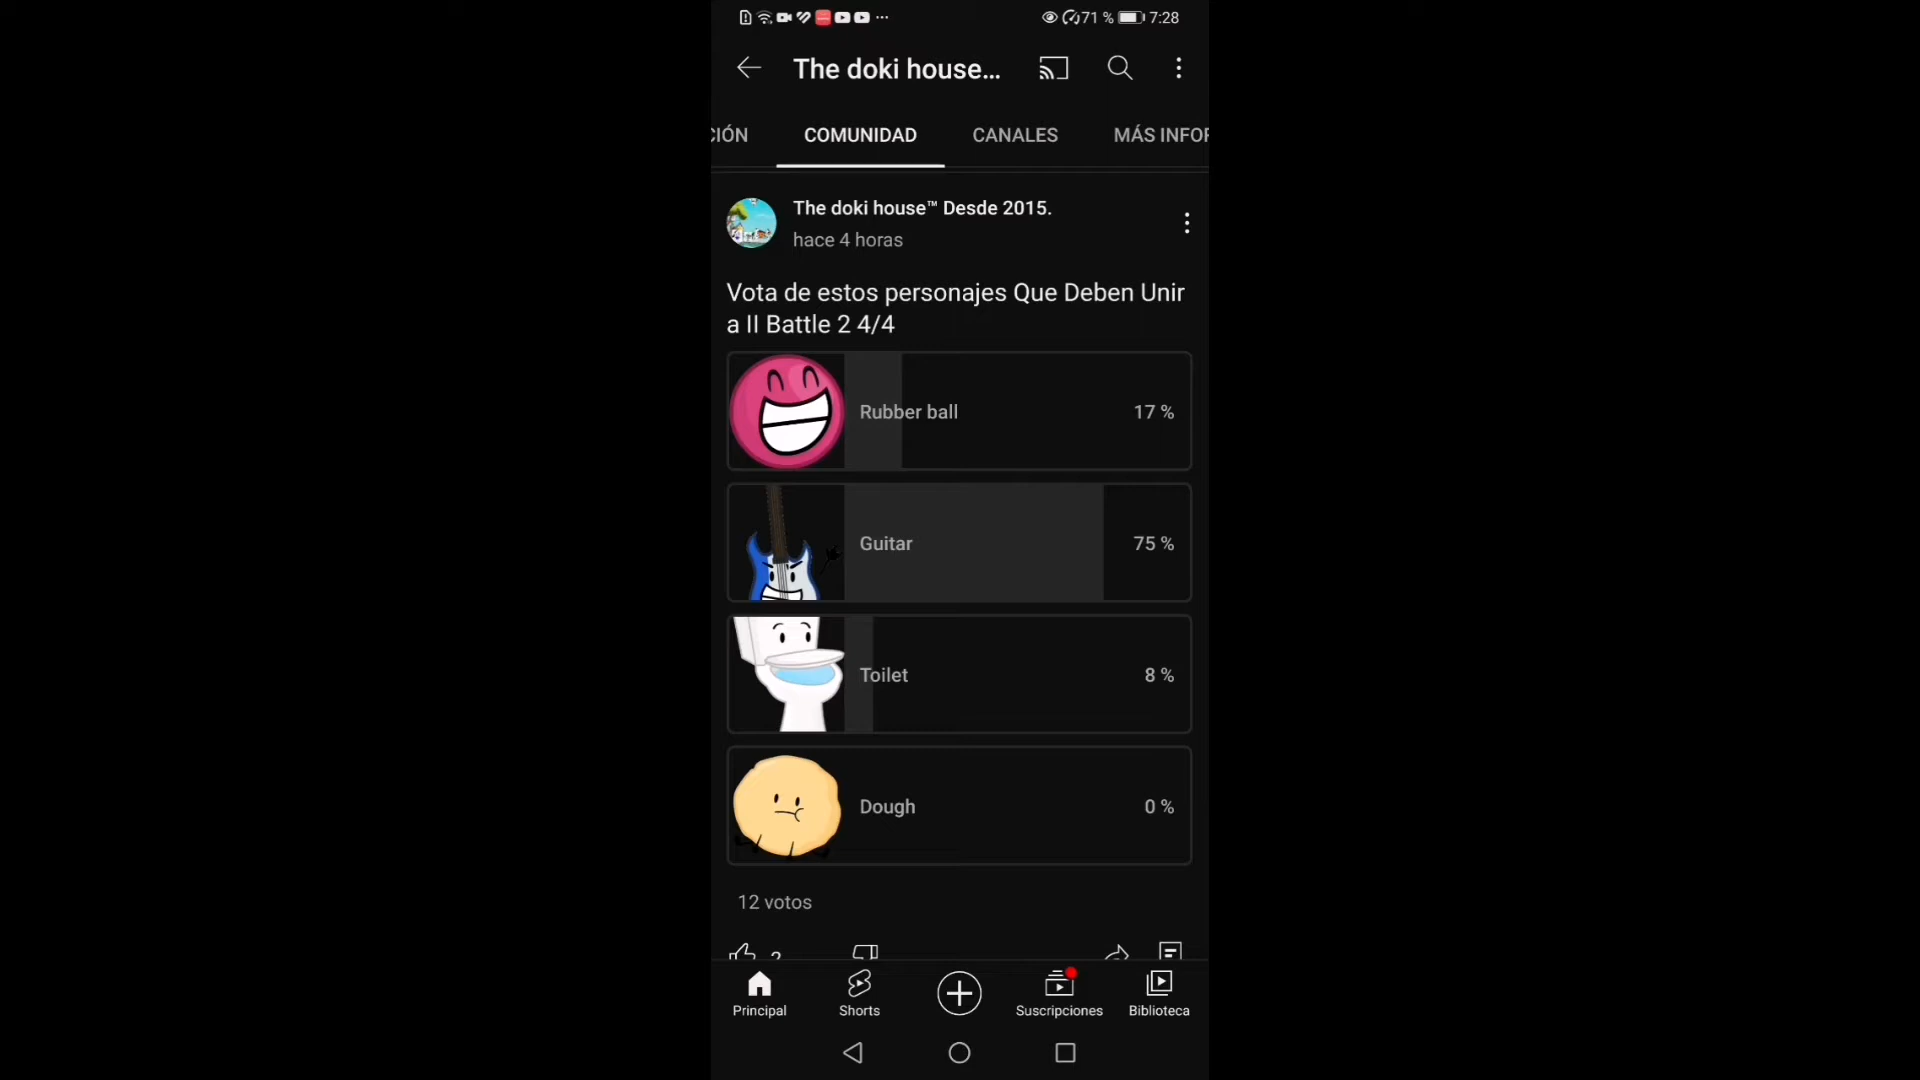 71 % 7:28
The doki house...
CIÓN COMUNIDAD CANALES MÁS INFOR
The doki house™ Desde 2015.
hace 4 horas
Vota de estos personajes Que Deben Unir
a II Battle 2 4/4
Rubber ball 17 %
Guitar 75 %
Toilet 8 %
Dough 0 %
12 votos
2
Principal Shorts Suscripciones Biblioteca